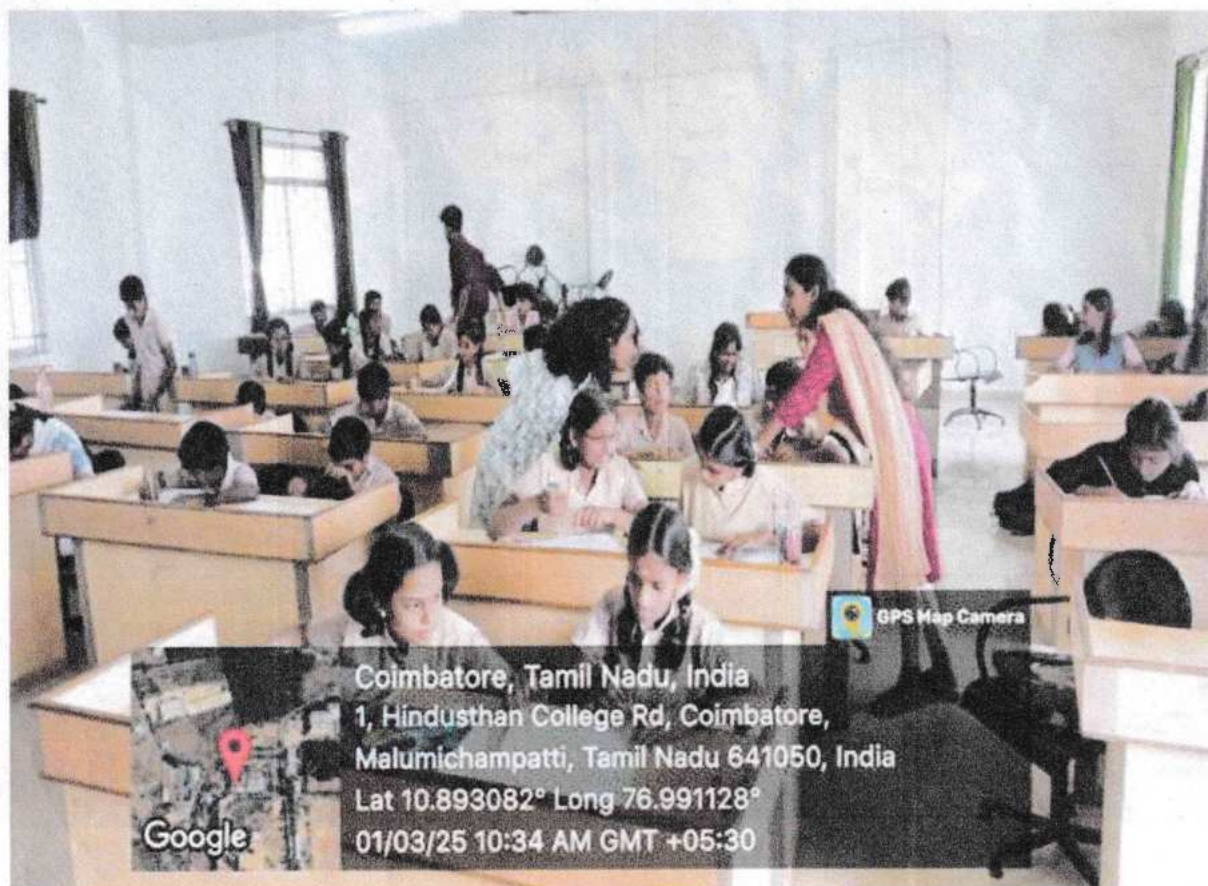 GPS Map Camera
Coimbatore, Tamil Nadu, India
1, Hindusthan College Rd, Coimbatore,
Malumichampatti, Tamil Nadu 641050, India
Lat 10.893082° Long 76.991128°
01/03/25 10:34 AM GMT +05:30
Google